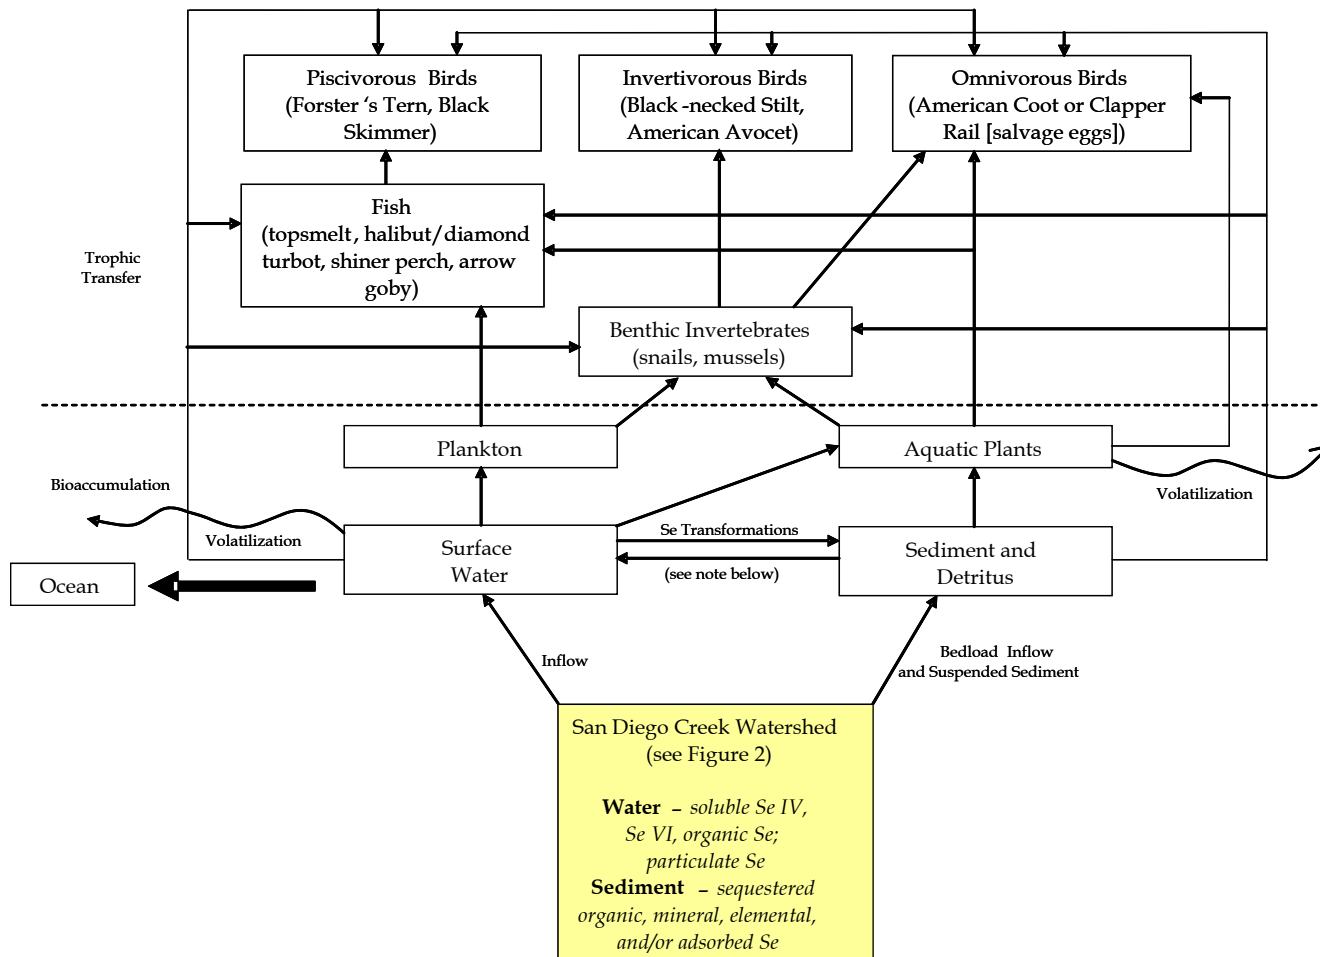 Piscivorous Birds
(Forster 's Tern, Black
Skimmer)
Invertivorous Birds
(Black -necked Stilt,
American Avocet)
Omnivorous Birds
(American Coot or Clapper
Rail [salvage eggs])
Fish
(topsmelt, halibut/diamond
turbot, shiner perch, arrow
goby)
Trophic
Transfer
Benthic Invertebrates
(snails, mussels)
Plankton
Aquatic Plants
Bioaccumulation
Volatilization
Volatilization
Surface
Water
Se Transformations
(see note below)
Sediment and
Detritus
Ocean
Inflow
Bedload Inflow
and Suspended Sediment
San Diego Creek Watershed
(see Figure 2)
Water – soluble Se IV,
Se VI, organic Se;
particulate Se
Sediment – sequestered
organic, mineral, elemental,
and/or adsorbed Se